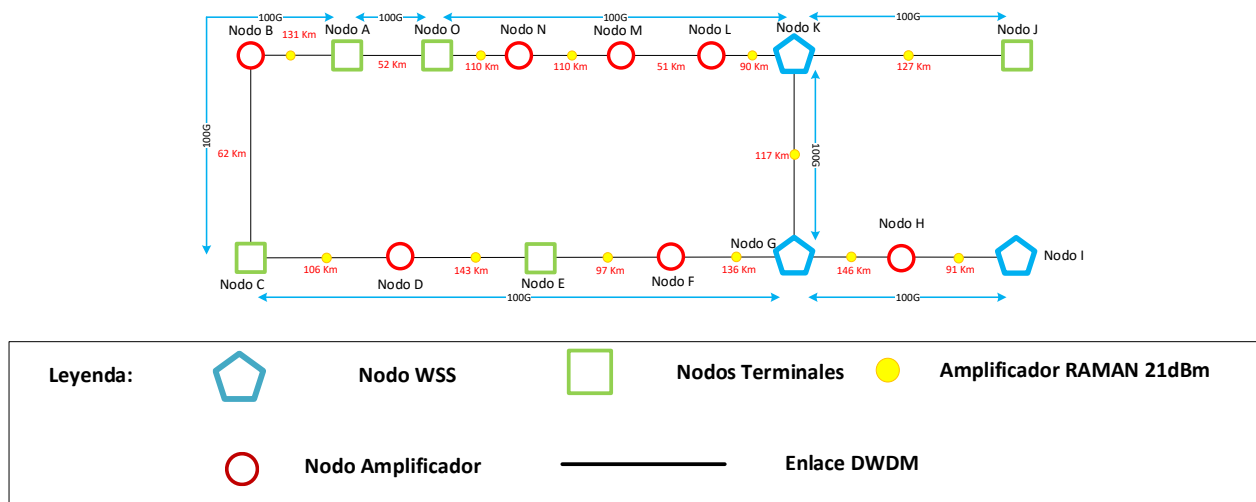 100G
100G
100G
100G
Nodo B
131 Km
Nodo A
Nodo O
Nodo N
Nodo M
Nodo L
Nodo K
Nodo J
52 Km
110 Km
110 Km
51 Km
90 Km
127 Km
100G
62 Km
117 Km
100G
Nodo C
106 Km
Nodo D
143 Km
Nodo E
97 Km
Nodo F
136 Km
Nodo G
146 Km
Nodo H
91 Km
Nodo I
100G
100G
Leyenda:
Nodo WSS
Nodos Terminales
Amplificador RAMAN 21dBm
Nodo Amplificador
Enlace DWDM